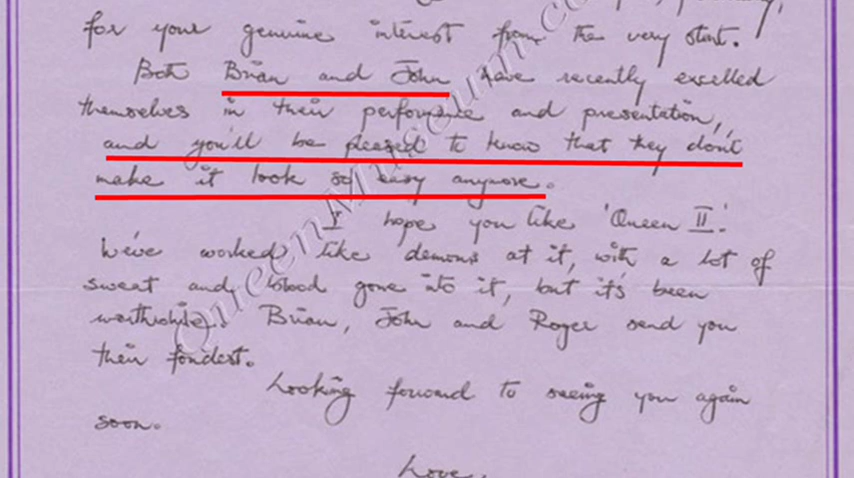 for your genuine interest from the very start.
Both Brian and John have recently excelled
themselves in their performance and presentation,
and you'll be pleased to know that they don't
make it look so easy anymore.
I hope you like 'Queen II'.
We've worked like demons at it, with a lot of
sweat and blood gone into it, but it's been
worthwhile. Brian, John and Roger send you
their fondest.
Looking forward to seeing you again
soon.
Love,
QueenMuseum.co